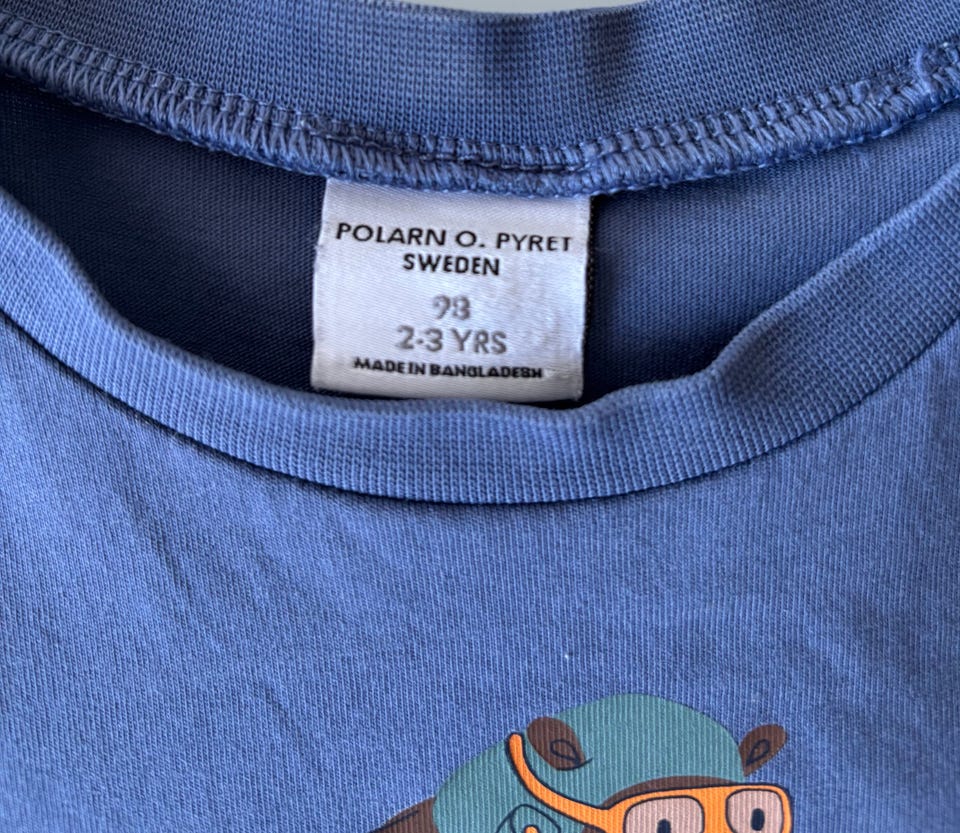 POLARN O. PYRET
SWEDEN
98
2-3 YRS
MADE IN BANGLADESH